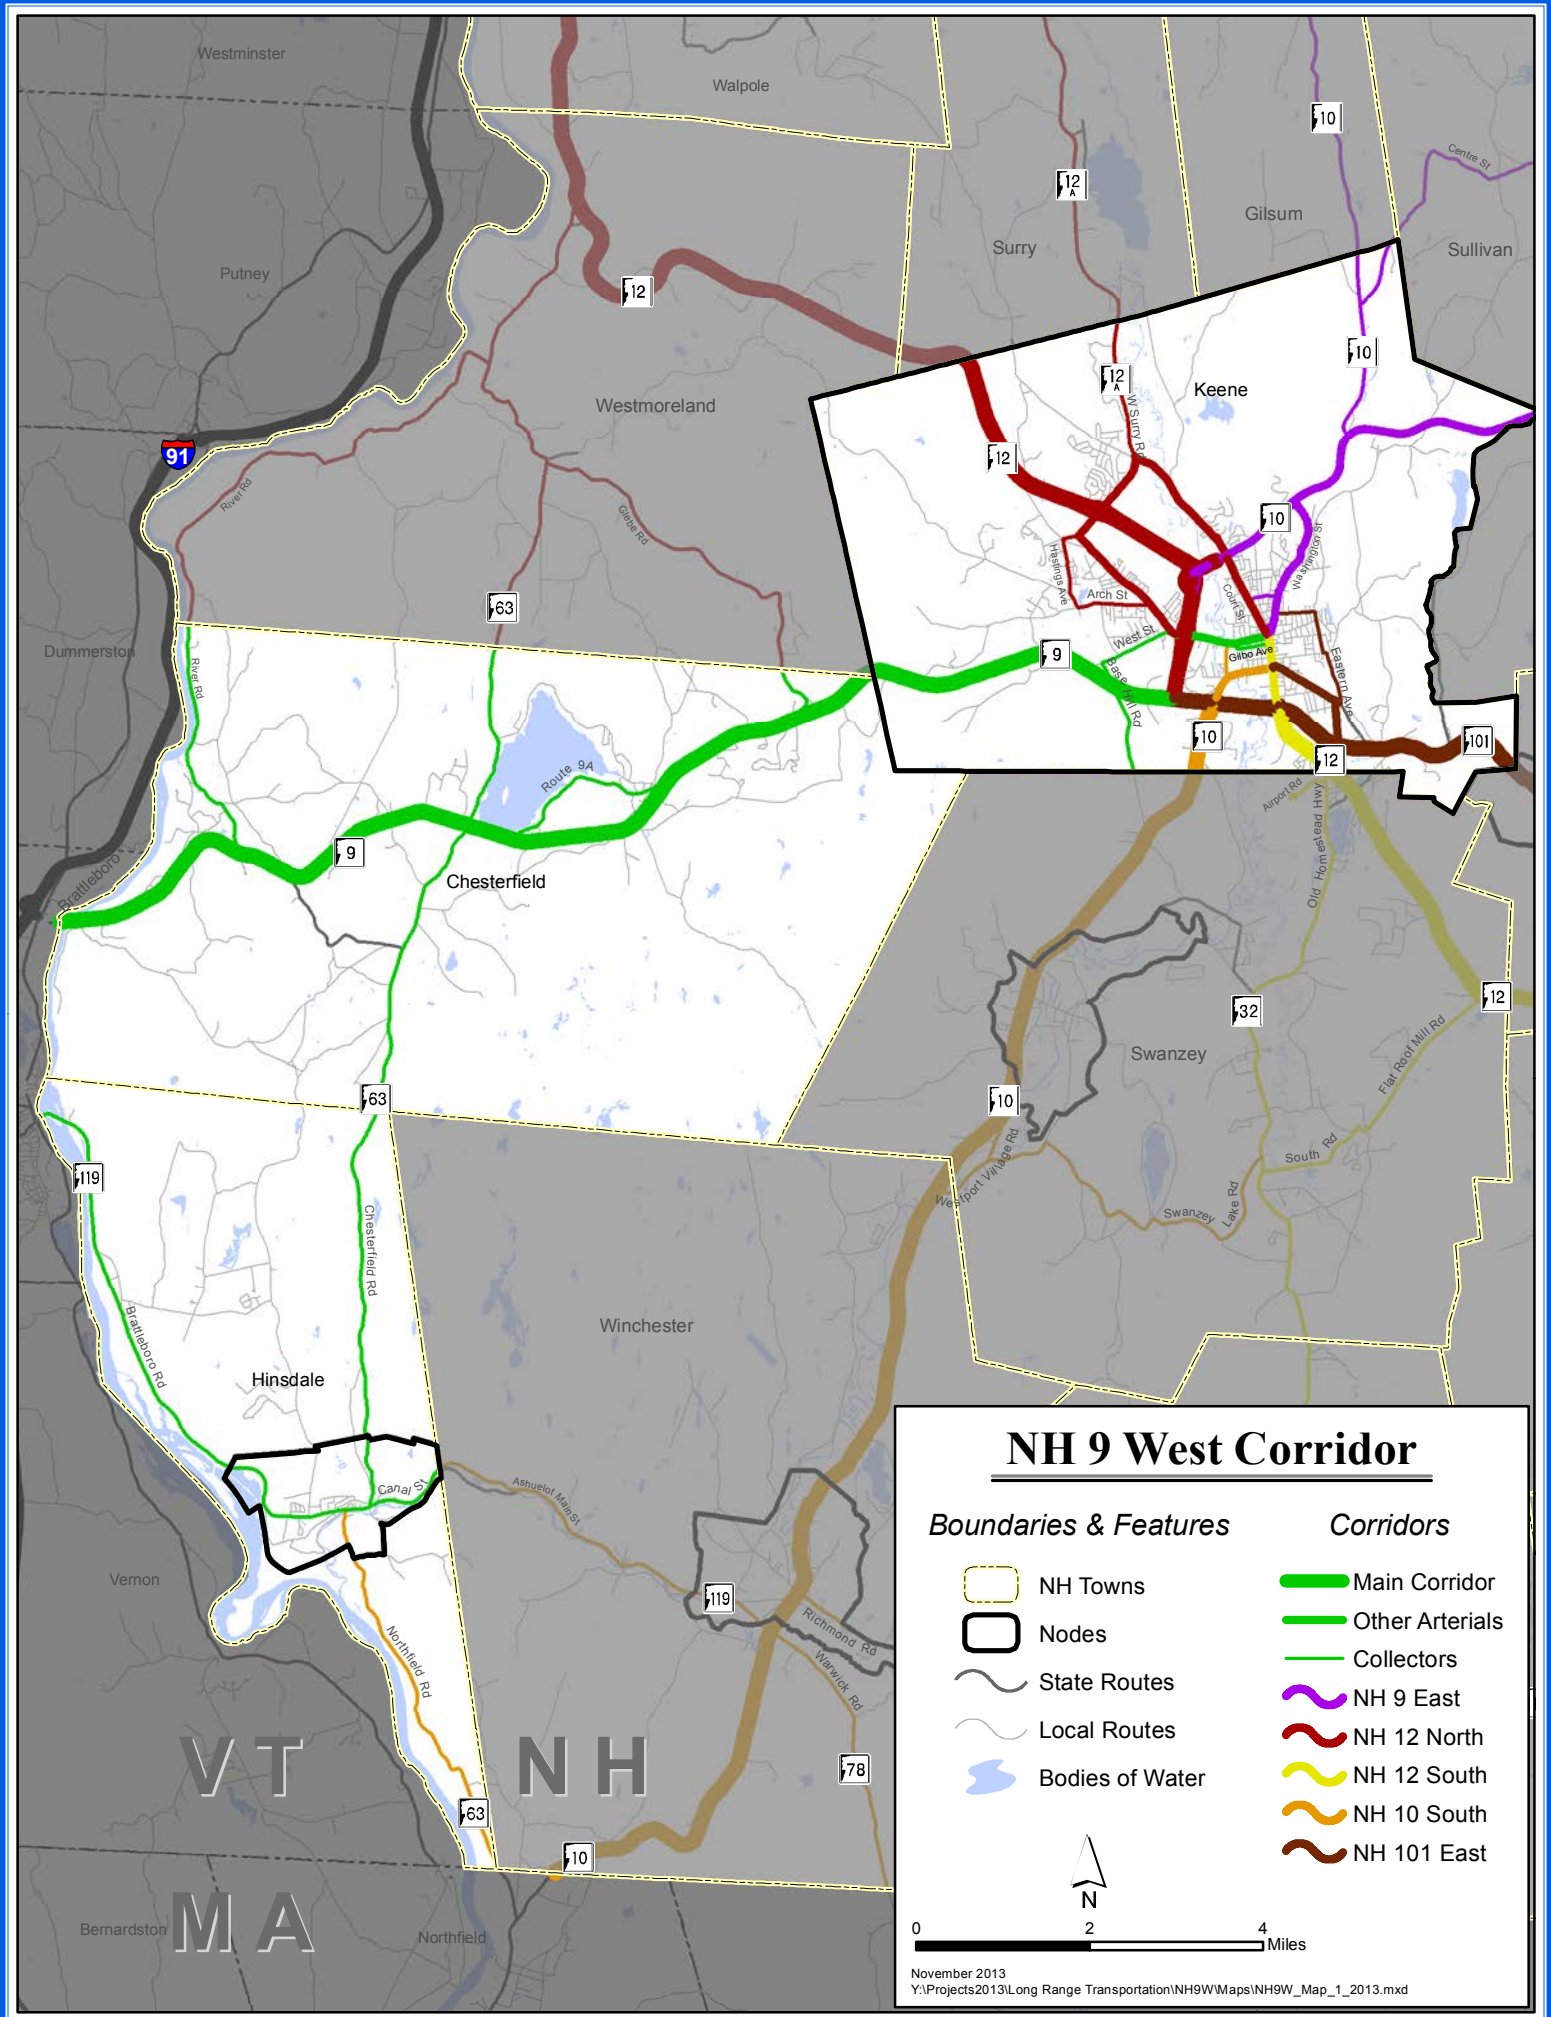 Westminster
Walpole
10
Centre St
12
A
Gilsum
Surry
Sullivan
Putney
12
10
12
A
Keene
Westmoreland
W Surry Rd
91
12
River Rd
Glebe Rd
10
Washington St
Hastings Ave
Arch St
Court St
63
West St
Gilbo Ave
Dummerston
River Rd
9
Base Hill Rd
Eastern Ave
10
101
12
Route 9A
Airport Rd
Old Homestead Hwy
9
Brattleboro
Chesterfield
12
32
Swanzey
Flat Roof Mill Rd
63
10
South Rd
Westport Village Rd
119
Swanzey Lake Rd
Chesterfield Rd
Brattleboro Rd
Winchester
Hinsdale
Canal St
Ashuelot Main St
Vernon
119
Richmond Rd
Warwick Rd
Northfield Rd
78
VT
NH
63
10
MA
Bernardston
Northfield
NH 9 West Corridor
Boundaries & Features
NH Towns
Nodes
State Routes
Local Routes
Bodies of Water
Corridors
Main Corridor
Other Arterials
Collectors
NH 9 East
NH 12 North
NH 12 South
NH 10 South
NH 101 East
N
0 2 4
Miles
November 2013
Y:\Projects2013\Long Range Transportation\NH9W\Maps\NH9W_Map_1_2013.mxd